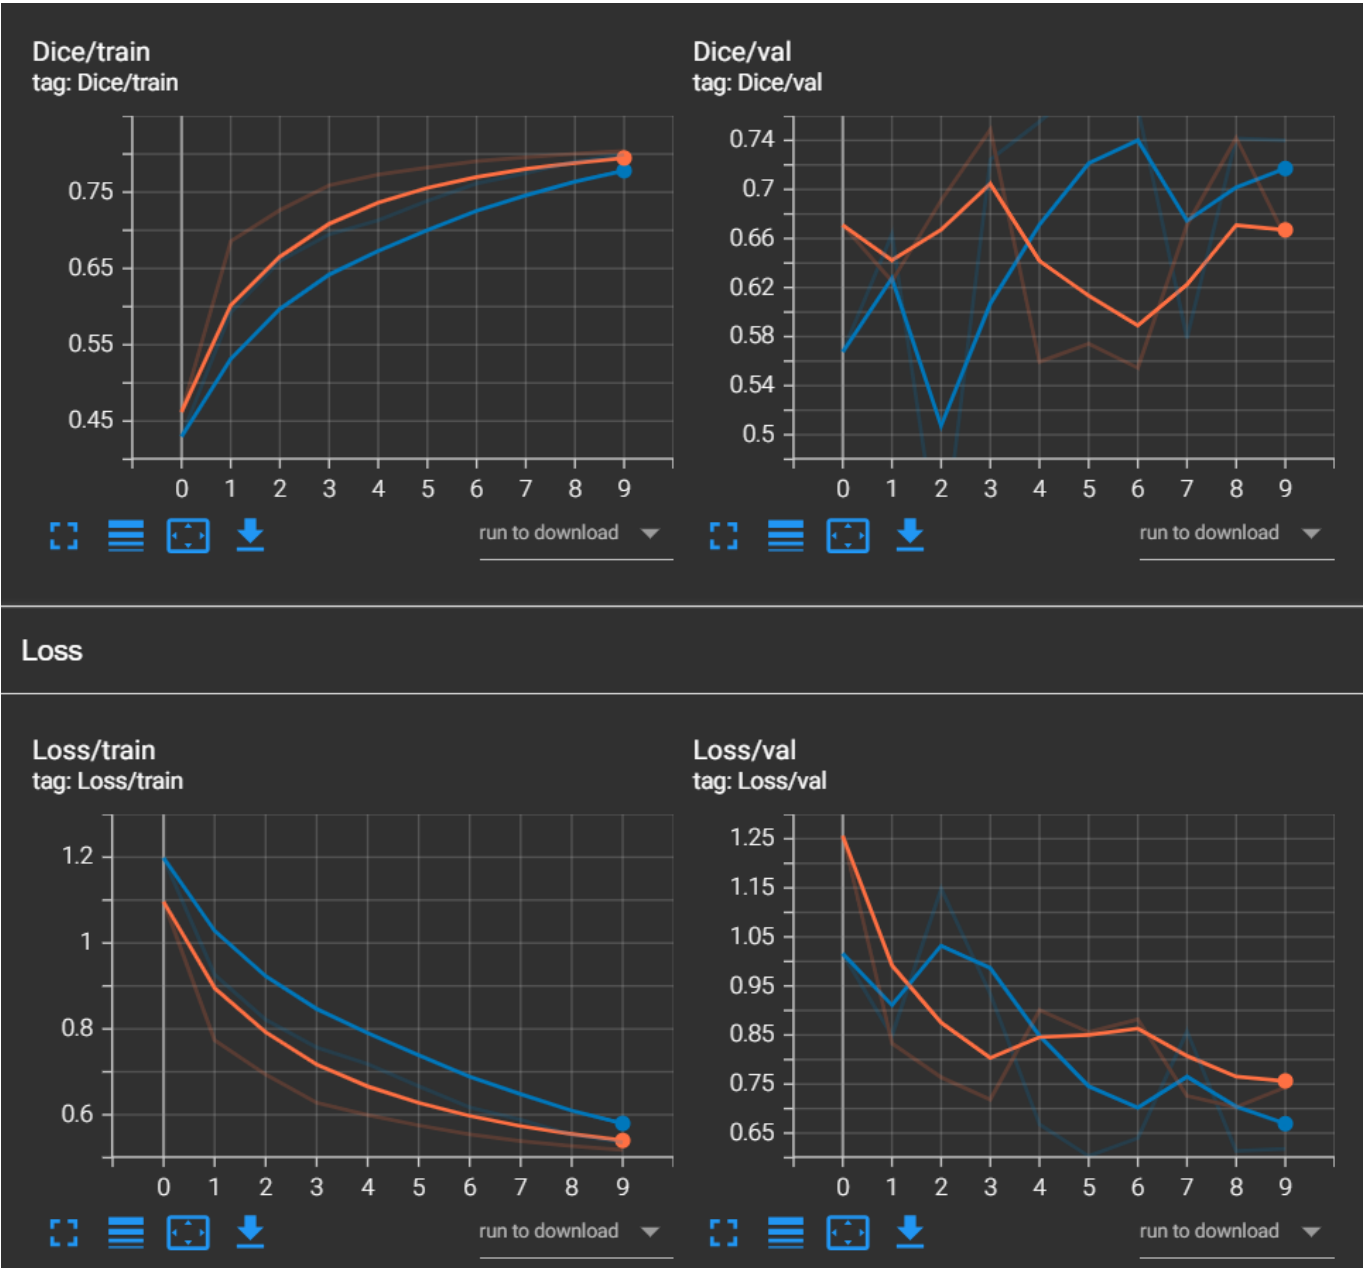 Dice/train
tag: Dice/train
0.75
0.65
0.55
0.45
0 1 2 3 4 5 6 7 8 9
run to download
Dice/val
tag: Dice/val
0.74
0.7
0.66
0.62
0.58
0.54
0.5
0 1 2 3 4 5 6 7 8 9
run to download
Loss
Loss/train
tag: Loss/train
1.2
1
0.8
0.6
0 1 2 3 4 5 6 7 8 9
run to download
Loss/val
tag: Loss/val
1.25
1.15
1.05
0.95
0.85
0.75
0.65
0 1 2 3 4 5 6 7 8 9
run to download